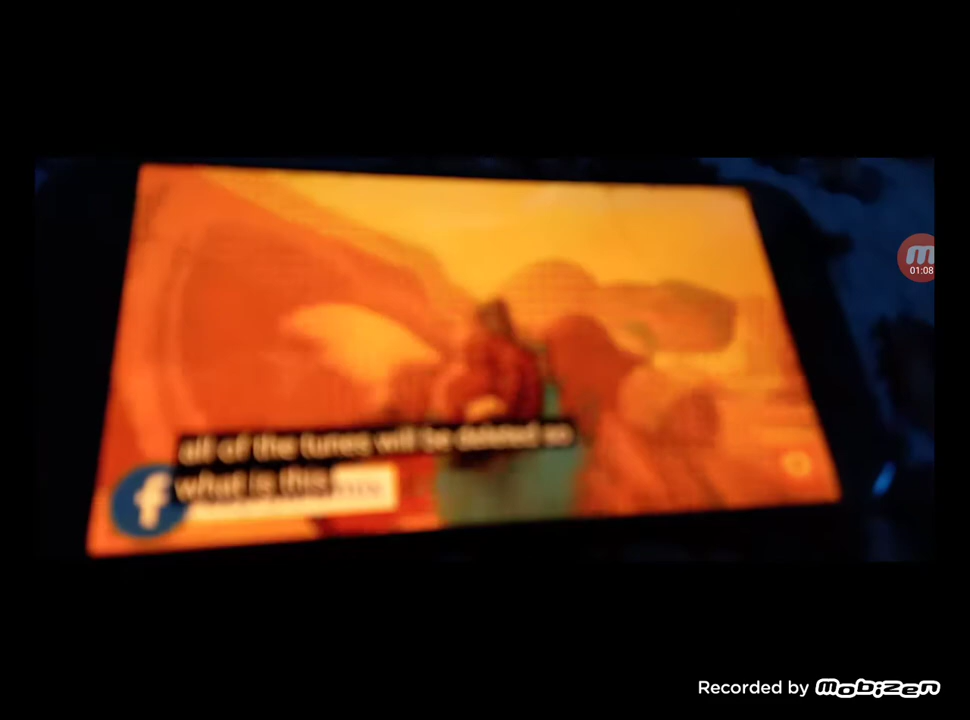 01:08
all of the tunes will be deleted so
what is this
f
Recorded by mobizen